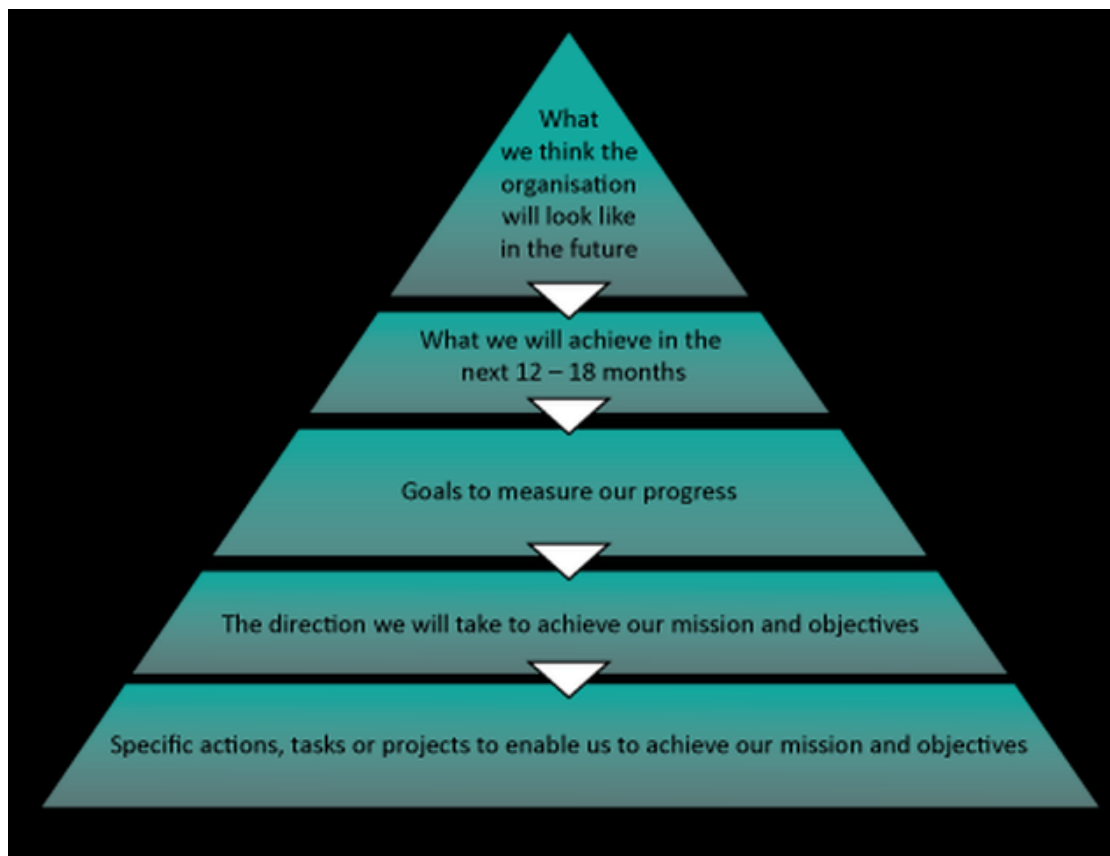 What
we think the
organisation
will look like
in the future
What we will achieve in the
next 12 – 18 months
Goals to measure our progress
The direction we will take to achieve our mission and objectives
Specific actions, tasks or projects to enable us to achieve our mission and objectives